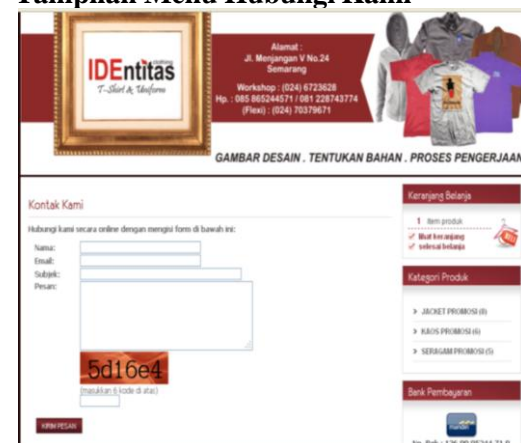 Tampilan Menu Hubungi Kami
IDEntitas
clothing
T-Shirt & Uniform
Alamat :
Jl. Menjangan V No.24
Semarang
Workshop : (024) 6723628
Hp. : 085 865244571 / 081 228743774
(Flexi) : (024) 70379671
GAMBAR DESAIN . TENTUKAN BAHAN . PROSES PENGERJAAN
Kontak Kami
Hubungi kami secara online dengan mengisi form di bawah ini:
Nama:
Email:
Subjek:
Pesan:
5d16e4
(masukkan 6 kode di atas)
KIRIM PESAN
Keranjang Belanja
1 item produk
lihat keranjang
selesai belanja
Kategori Produk
> JACKET PROMOSI (8)
> KAOS PROMOSI (6)
> SERAGAM PROMOSI (5)
Bank Pembayaran
mandiri